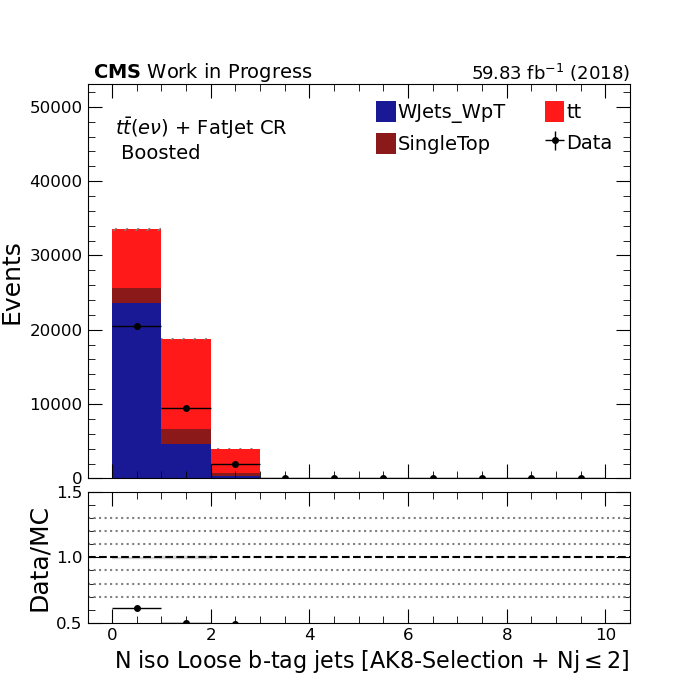 CMS Work in Progress 59.83 fb⁻¹ (2018)
tt̄(eν) + FatJet CR
Boosted
WJets_WpT tt
SingleTop Data
Events
50000
40000
30000
20000
10000
0
Data/MC
1.5
1.0
0.5
0 2 4 6 8 10
N iso Loose b-tag jets [AK8-Selection + Nj ≤ 2]